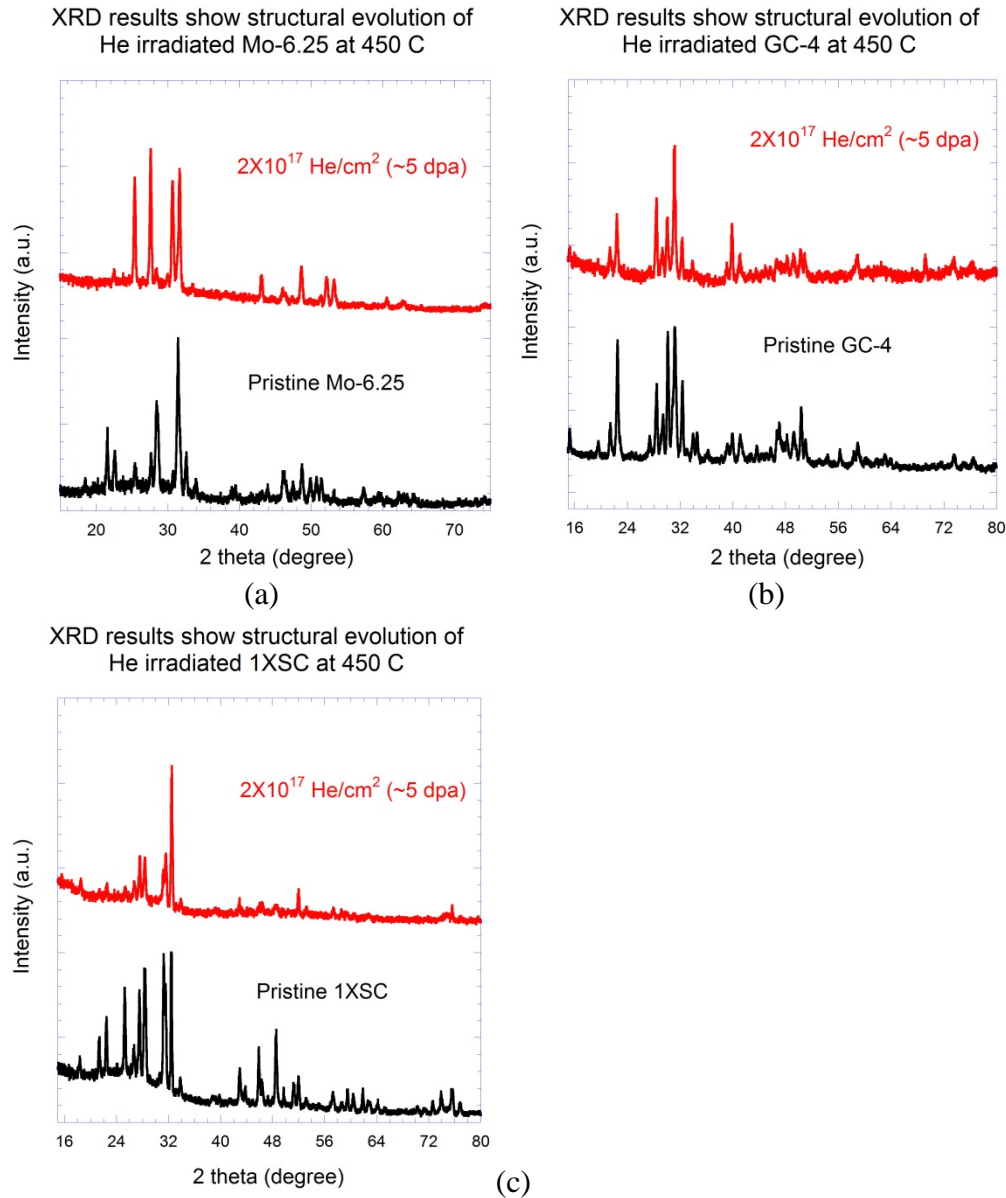 XRD results show structural evolution of
He irradiated Mo-6.25 at 450 C
2X10^17 He/cm^2 (~5 dpa)
Pristine Mo-6.25
Intensity (a.u.)
20 30 40 50 60 70
2 theta (degree)
(a)
XRD results show structural evolution of
He irradiated GC-4 at 450 C
2X10^17 He/cm^2 (~5 dpa)
Pristine GC-4
Intensity (a.u.)
16 24 32 40 48 56 64 72 80
2 theta (degree)
(b)
XRD results show structural evolution of
He irradiated 1XSC at 450 C
2X10^17 He/cm^2 (~5 dpa)
Pristine 1XSC
Intensity (a.u.)
16 24 32 40 48 56 64 72 80
2 theta (degree)
(c)